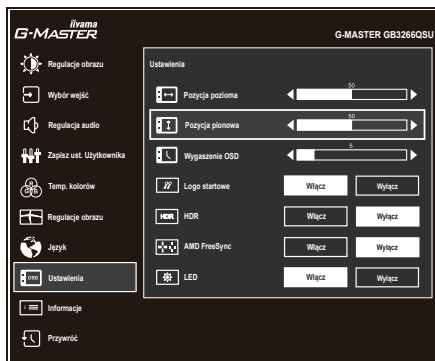 iiyama
G-MASTER
G-MASTER GB3266QSU
Regulacje obrazu
Wybór wejść
Regulacja audio
Zapisz ust. Użytkownika
R G B
Temp. kolorów
Regulacje obrazu
Język
OSD
Ustawienia
i
Informacje
Przywróć
Ustawienia
Pozycja pozioma
50
Pozycja pionowa
50
Wygaszenie OSD
5
Logo startowe
Włącz
Wyłącz
HDR
HDR
Włącz
Wyłącz
AMD FreeSync
Włącz
Wyłącz
LED
Włącz
Wyłącz